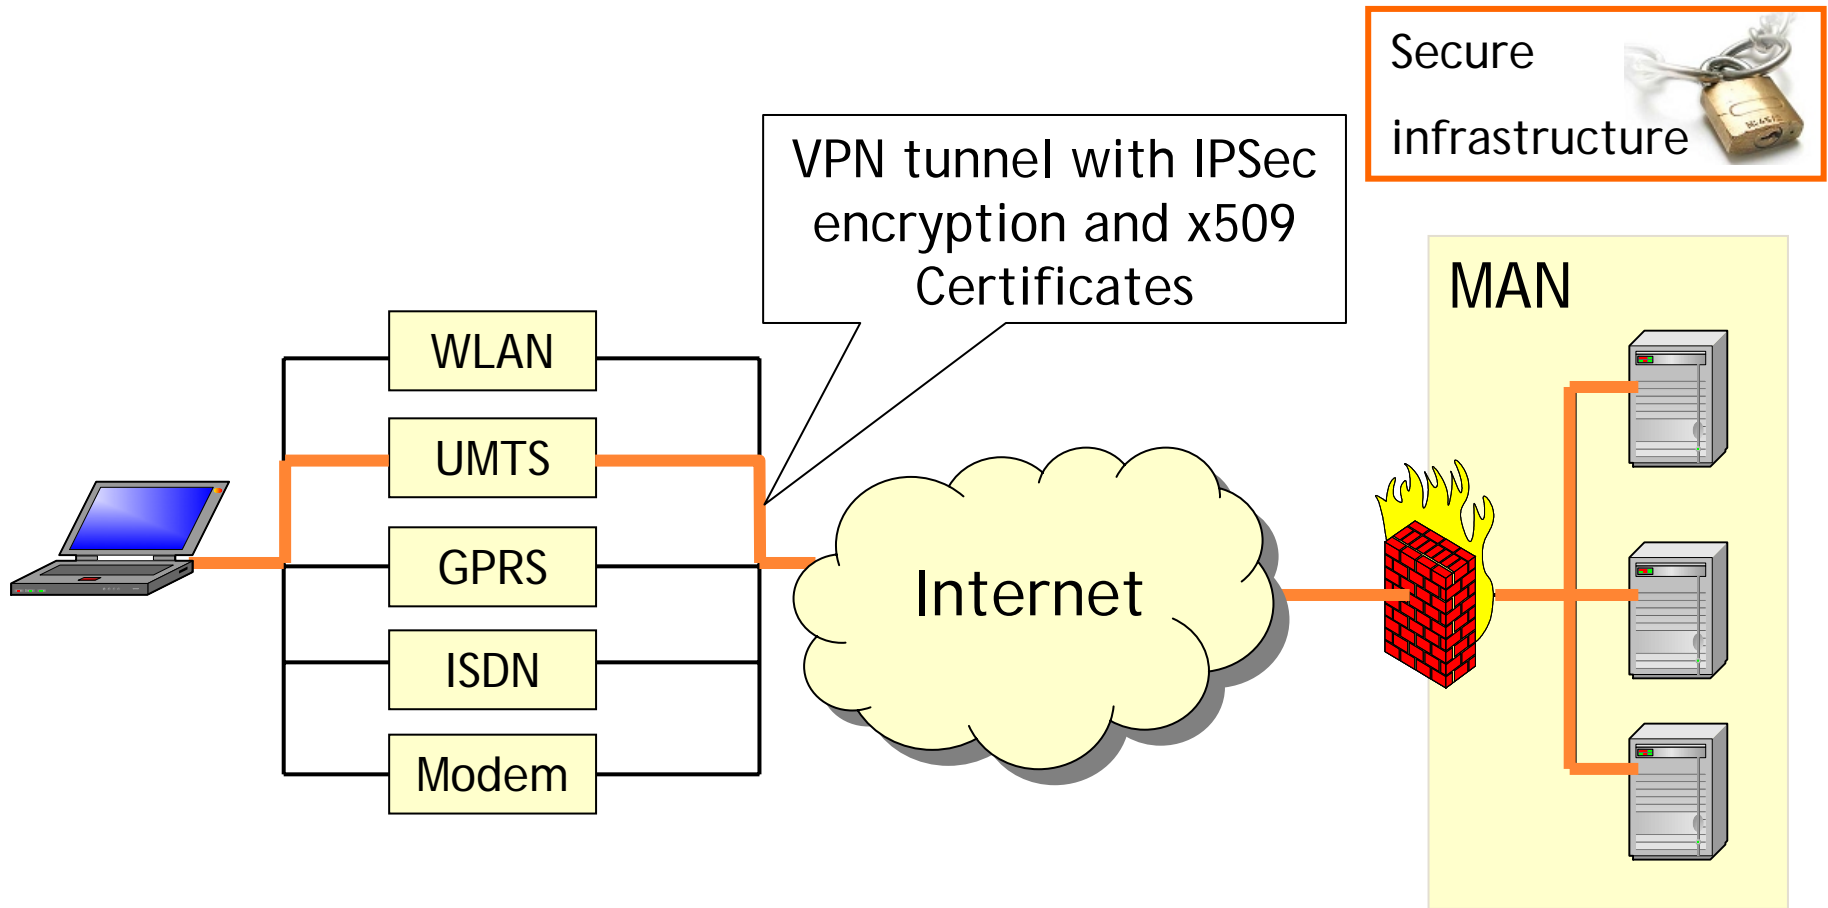 Secure
infrastructure
VPN tunnel with IPSec
encryption and x509
Certificates
MAN
WLAN
UMTS
GPRS
ISDN
Modem
Internet